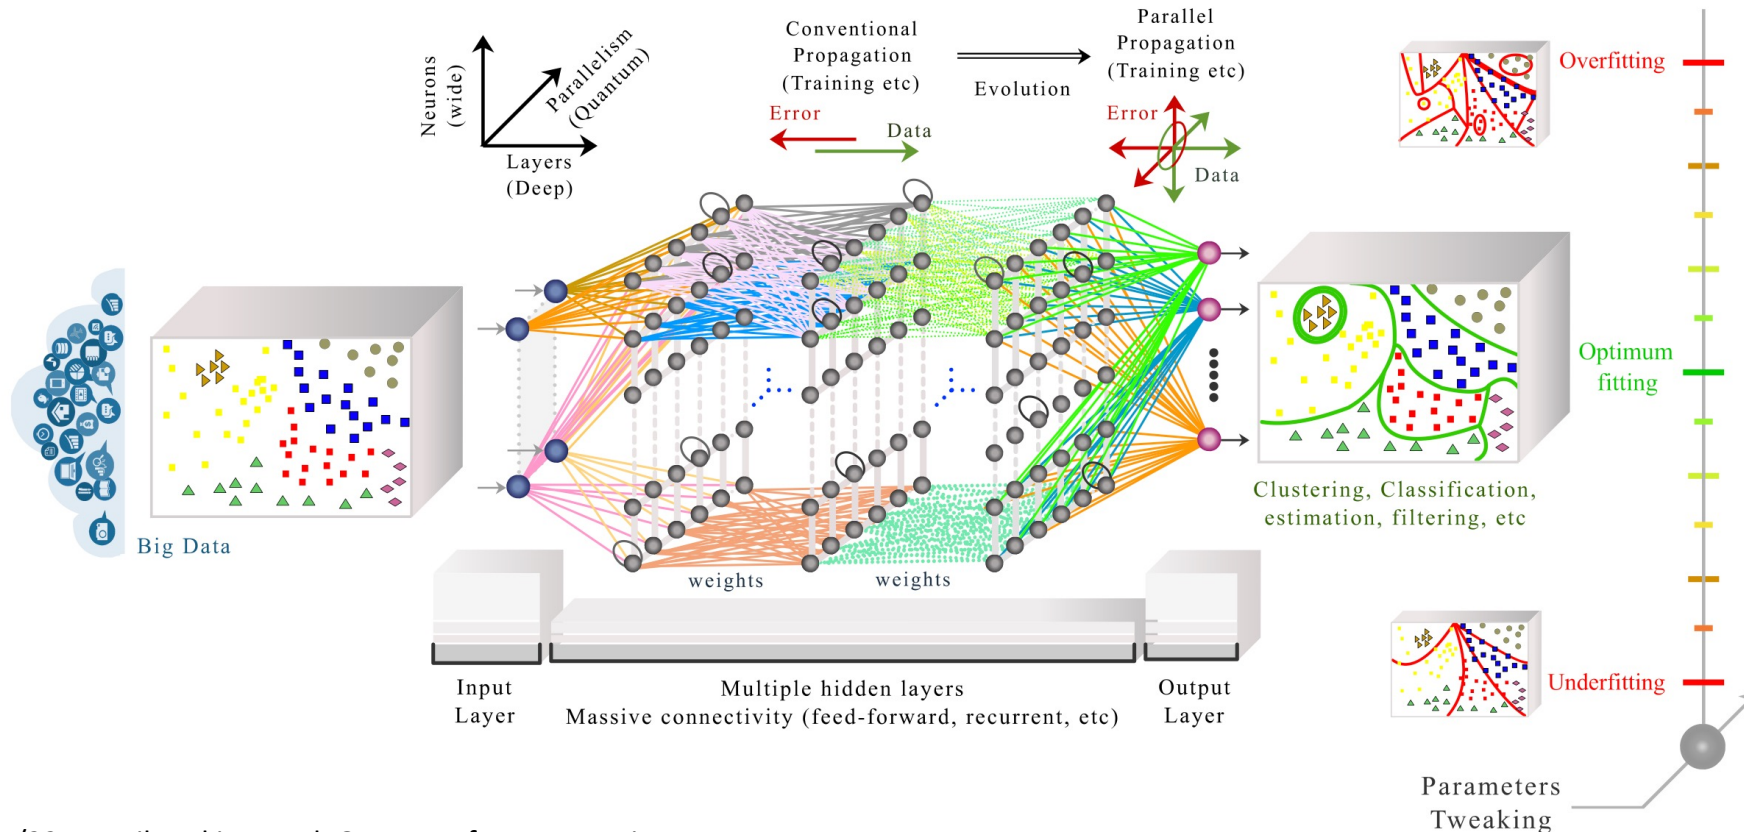 Neurons
(wide)
Parallelism
(Quantum)
Layers
(Deep)
Conventional
Propagation
(Training etc)
Evolution
Parallel
Propagation
(Training etc)
Error
Data
Error
Data
Overfitting
Optimum
fitting
Underfitting
Big Data
weights
weights
Clustering, Classification,
estimation, filtering, etc
Input
Layer
Multiple hidden layers
Massive connectivity (feed-forward, recurrent, etc)
Output
Layer
Parameters
Tweaking